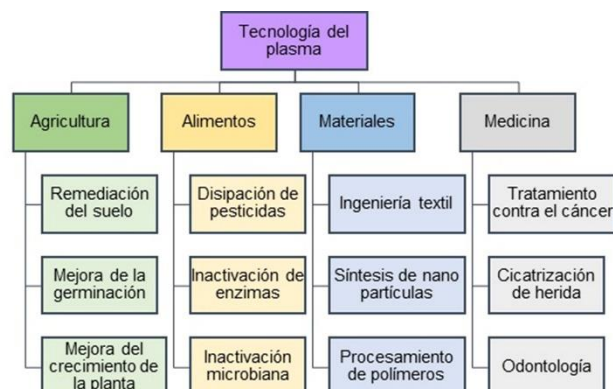 Tecnología del
plasma
Agricultura
Alimentos
Materiales
Medicina
Remediación
del suelo
Disipación de
pesticidas
Ingeniería textil
Tratamiento
contra el cáncer
Mejora de la
germinación
Inactivación de
enzimas
Síntesis de nano
partículas
Cicatrización
de herida
Mejora del
crecimiento de
la planta
Inactivación
microbiana
Procesamiento
de polímeros
Odontología